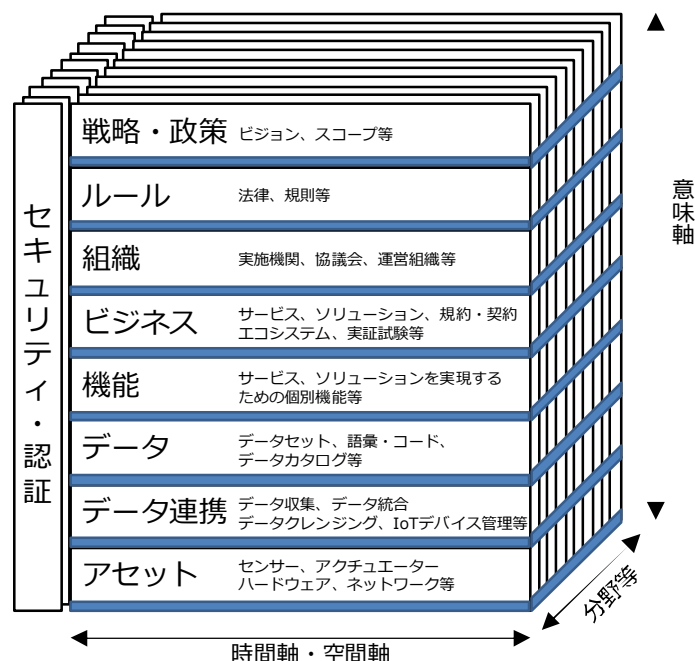 戦略・政策 ビジョン、スコープ等
ルール 法律、規則等
組織 実施機関、協議会、運営組織等
ビジネス サービス、ソリューション、規約・契約
エコシステム、実証試験等
機能 サービス、ソリューションを実現する
ための個別機能等
データ データセット、語彙・コード、
データカタログ等
データ連携 データ収集、データ統合
データクレンジング、IoTデバイス管理等
アセット センサー、アクチュエーター
ハードウェア、ネットワーク等
セキュリティ・認証
意味軸
分野等
時間軸・空間軸